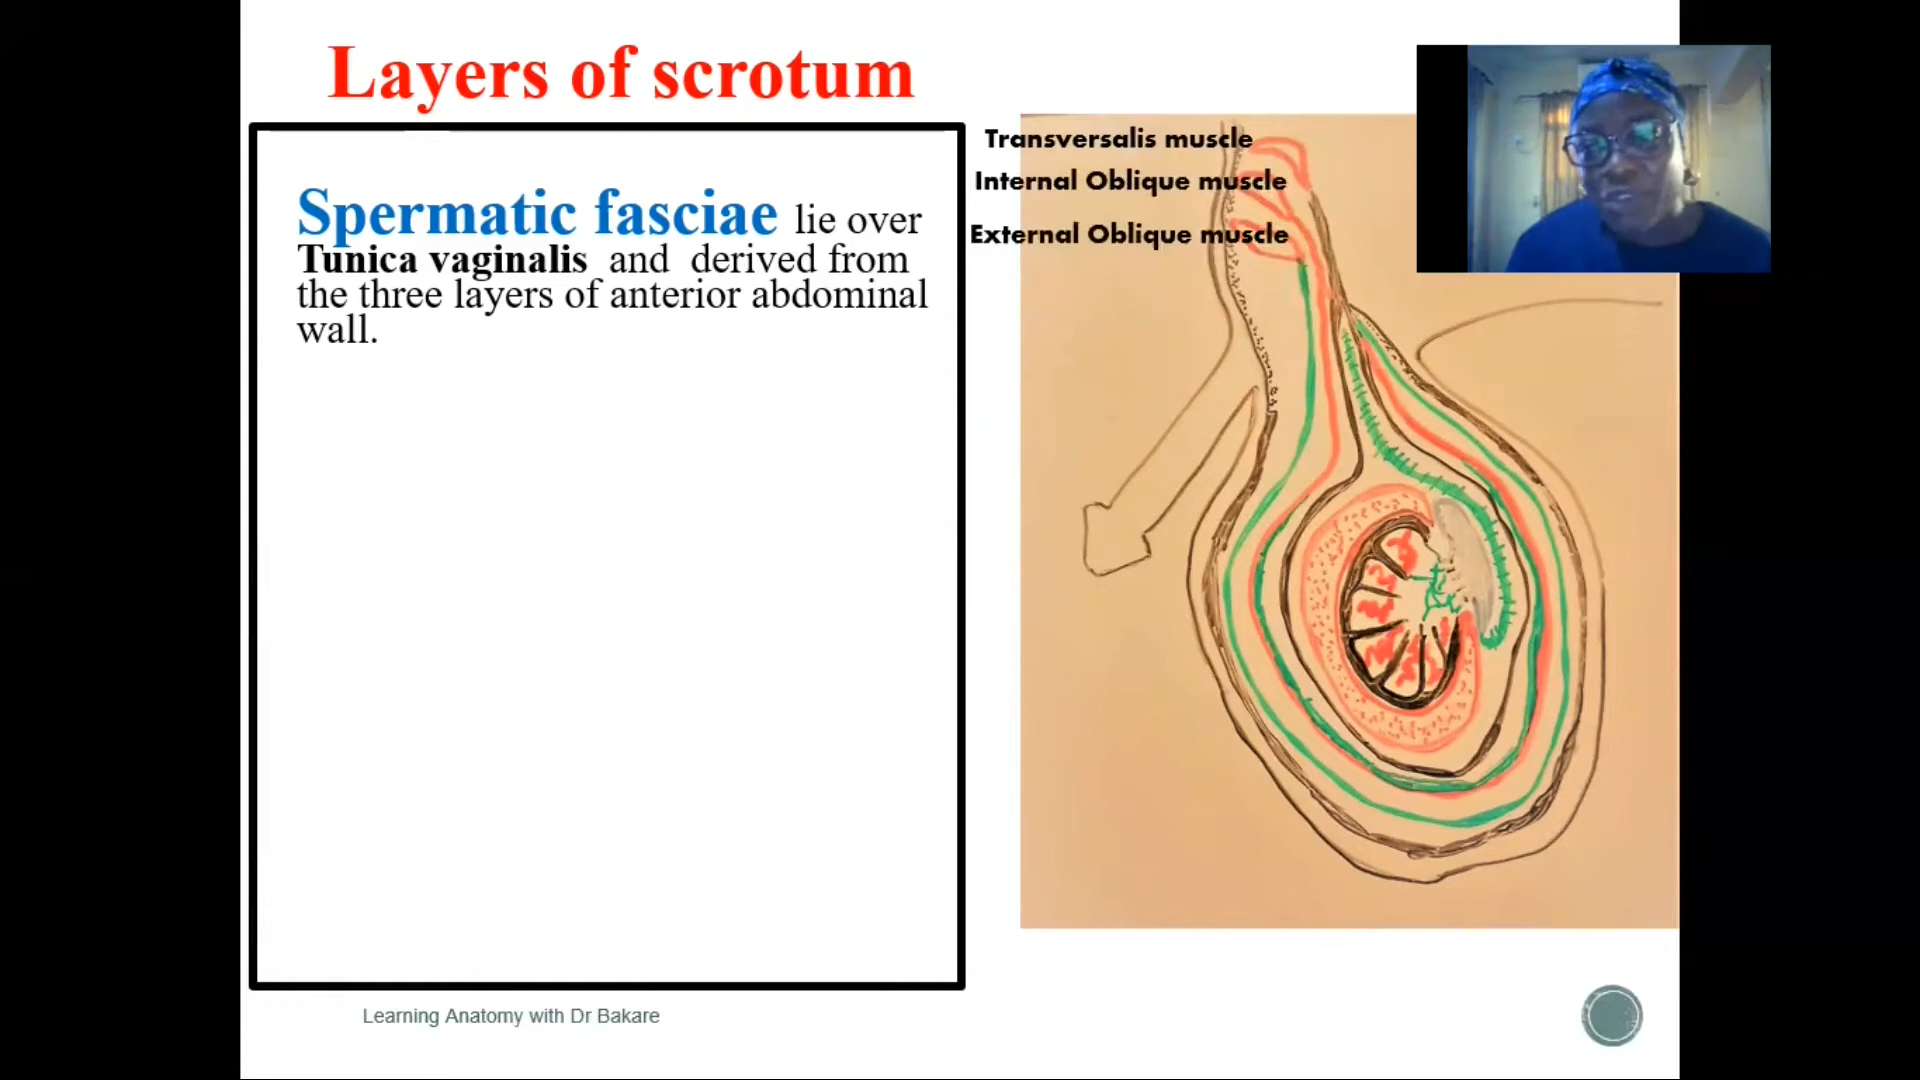 Layers of scrotum
Spermatic fasciae lie over
Tunica vaginalis and derived from
the three layers of anterior abdominal
wall.
Transversalis muscle
Internal Oblique muscle
External Oblique muscle
Learning Anatomy with Dr Bakare